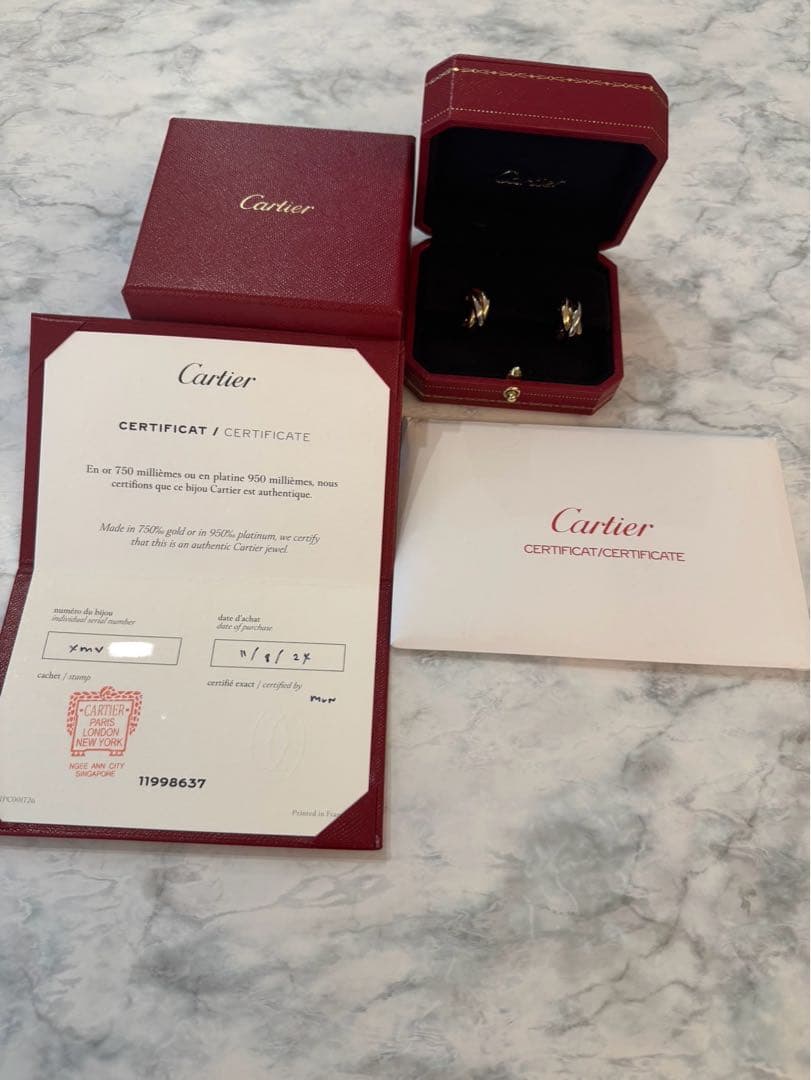 Cartier
Cartier
Cartier
CERTIFICAT / CERTIFICATE
En or 750 millièmes ou en platine 950 millièmes, nous
certifions que ce bijou Cartier est authentique.
Made in 750‰ gold or in 950‰ platinum, we certify
that this is an authentic Cartier jewel.
numéro du bijou
individual serial number
xmv
date d'achat
date of purchase
11/8/24
cachet / stamp
certifié exact / certified by
CARTIER
PARIS
LONDON
NEW YORK
NGEE ANN CITY
SINGAPORE
11998637
Printed in
Cartier
CERTIFICAT/CERTIFICATE